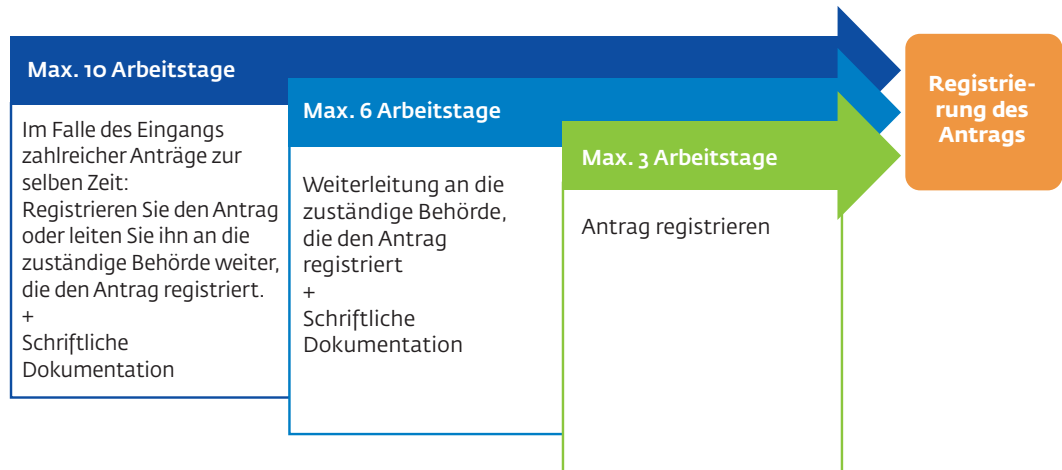 Max. 10 Arbeitstage
Im Falle des Eingangs
zahlreicher Anträge zur
selben Zeit:
Registrieren Sie den Antrag
oder leiten Sie ihn an die
zuständige Behörde weiter,
die den Antrag registriert.
+
Schriftliche
Dokumentation
Max. 6 Arbeitstage
Weiterleitung an die
zuständige Behörde,
die den Antrag
registriert
+
Schriftliche
Dokumentation
Max. 3 Arbeitstage
Antrag registrieren
Registrie-
rung des
Antrags